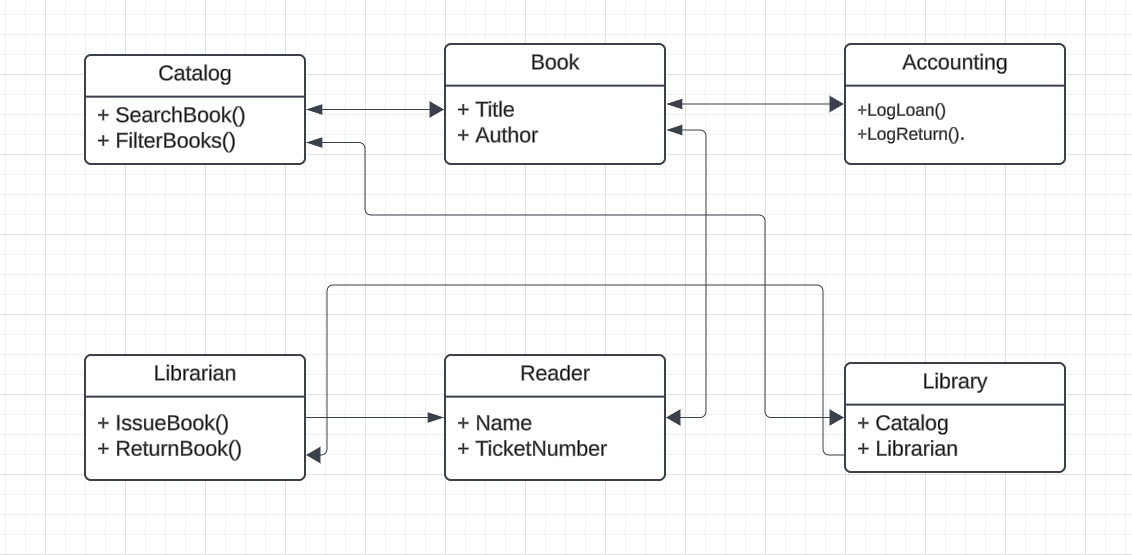 Catalog
+ SearchBook()
+ FilterBooks()
Book
+ Title
+ Author
Accounting
+LogLoan()
+LogReturn().
Librarian
+ IssueBook()
+ ReturnBook()
Reader
+ Name
+ TicketNumber
Library
+ Catalog
+ Librarian